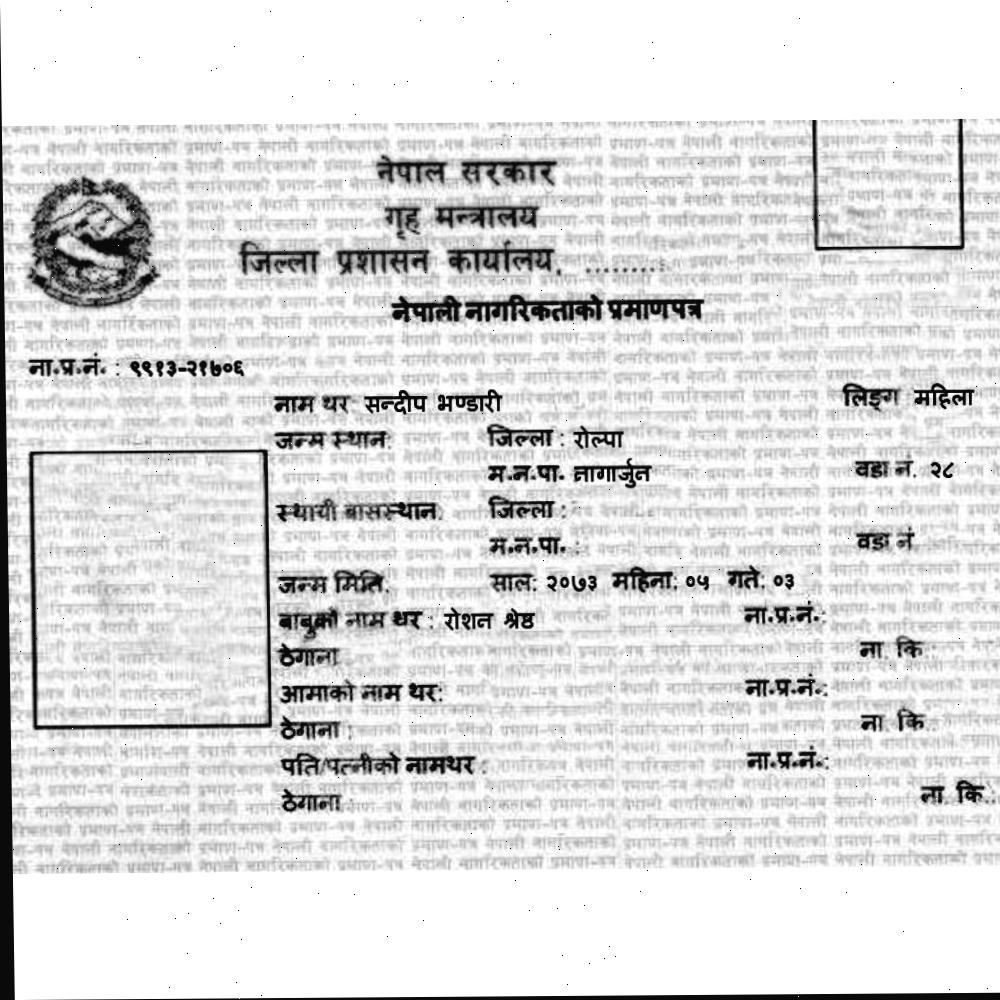 नेपाल सरकार
गृह मन्त्रालय
जिल्ला प्रशासन कार्यालय, .........
नेपाली नागरिकताको प्रमाणपत्र
ना.प्र.नं. : ९९१३-२१७०६
नाम थर सन्दीप भण्डारी लिङ्ग महिला
जन्म स्थान: जिल्ला : रोल्पा
म.न.पा. नागार्जुन वडा नं. २८
स्थायी बासस्थान: जिल्ला :
म.न.पा. : वडा नं
जन्म मिति. साल: २०७३ महिना: ०५ गते: ०३
बाबुको नाम थर : रोशन श्रेष्ठ ना.प्र.नं.:
ठेगाना ना. कि :
आमाको नाम थर: ना.प्र.नं.:
ठेगाना : ना. कि.
पति/पत्नीको नामथर : ना.प्र.नं.:
ठेगाना : ना. कि.: